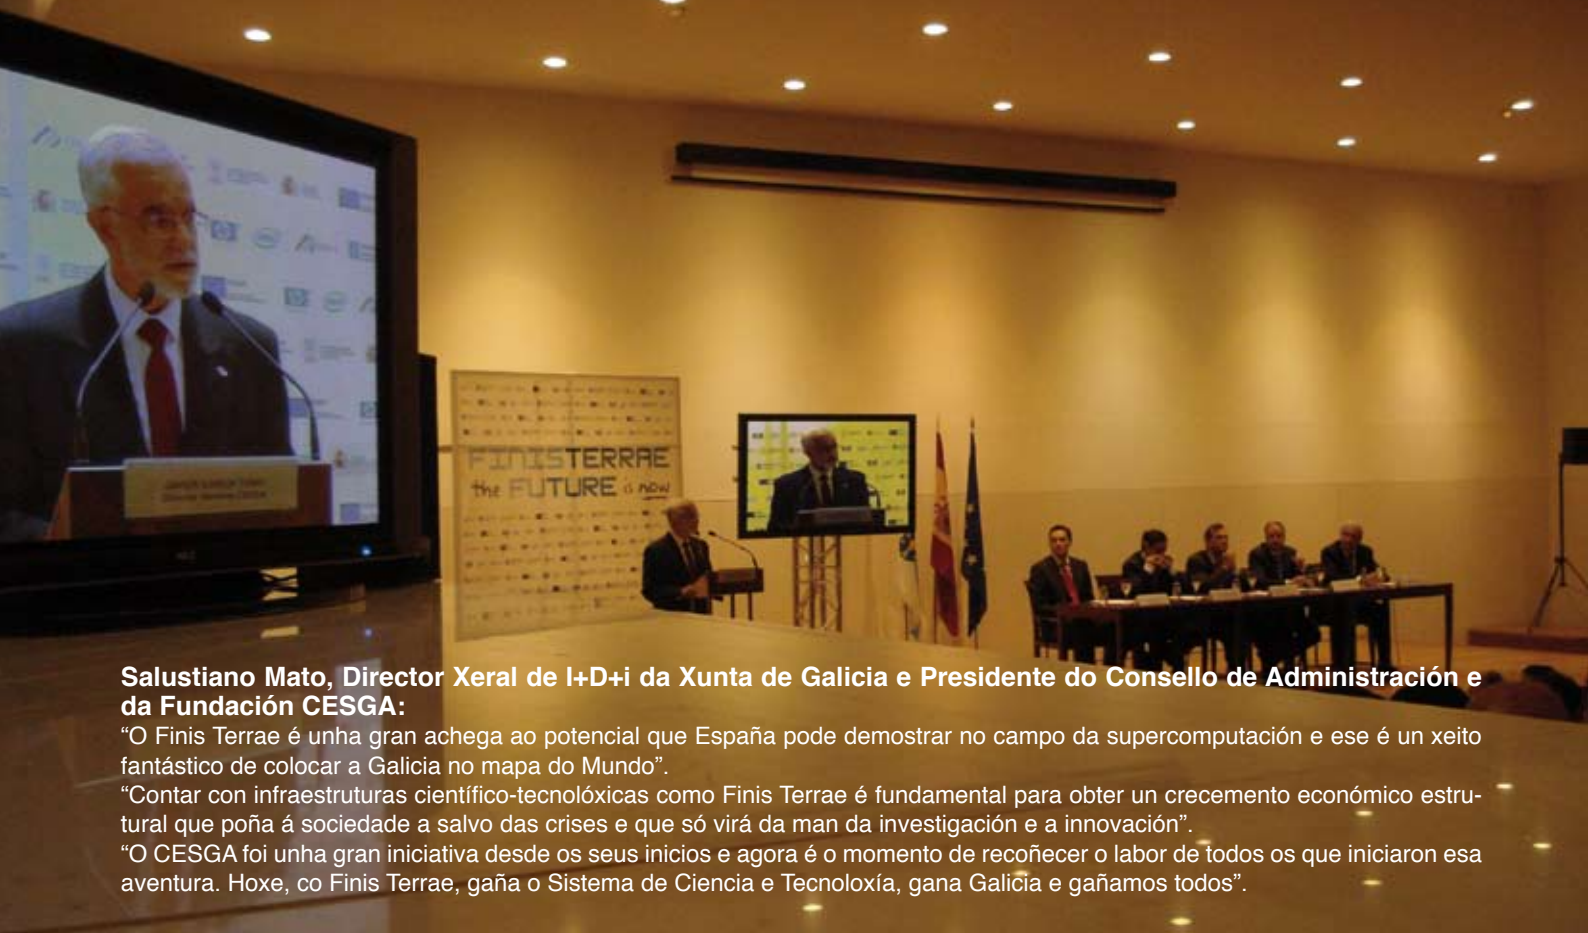 FINISTERRAE
the FUTURE is now
Salustiano Mato, Director Xeral de I+D+i da Xunta de Galicia e Presidente do Consello de Administración e
da Fundación CESGA:
“O Finis Terrae é unha gran achega ao potencial que España pode demostrar no campo da supercomputación e ese é un xeito
fantástico de colocar a Galicia no mapa do Mundo”.
“Contar con infraestruturas científico-tecnolóxicas como Finis Terrae é fundamental para obter un crecemento económico estru-
tural que poña á sociedade a salvo das crises e que só virá da man da investigación e a innovación”.
“O CESGA foi unha gran iniciativa desde os seus inicios e agora é o momento de recoñecer o labor de todos os que iniciaron esa
aventura. Hoxe, co Finis Terrae, gaña o Sistema de Ciencia e Tecnoloxía, gana Galicia e gañamos todos”.